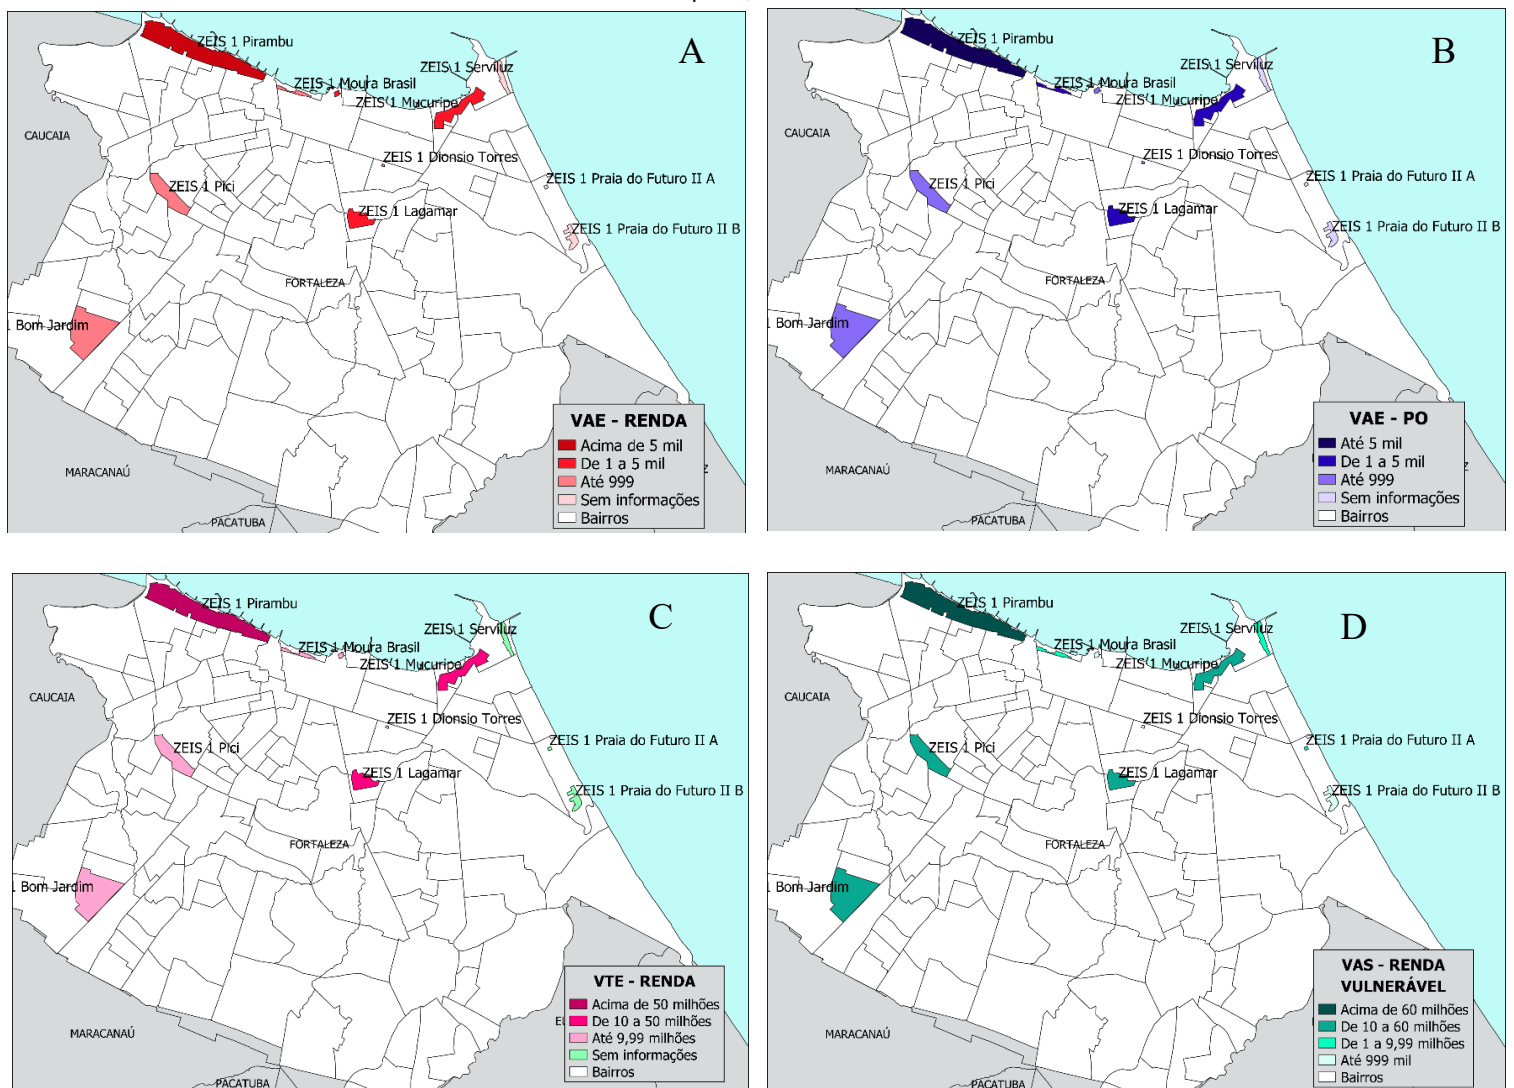 A
ZEIS 1 Pirambu
ZEIS 1 Serviluz
ZEIS 1 Moura Brasil
ZEIS 1 Mucuripe
CAUCAIA
ZEIS 1 Dionsio Torres
ZEIS 1 Praia do Futuro II A
ZEIS 1 Pici
ZEIS 1 Lagamar
ZEIS 1 Praia do Futuro II B
FORTALEZA
1 Bom Jardim
MARACANAÚ
PACATUBA
VAE - RENDA
Acima de 5 mil
De 1 a 5 mil
Até 999
Sem informações
Bairros
B
ZEIS 1 Pirambu
ZEIS 1 Serviluz
ZEIS 1 Moura Brasil
ZEIS 1 Mucuripe
CAUCAIA
ZEIS 1 Dionsio Torres
ZEIS 1 Praia do Futuro II A
ZEIS 1 Pici
ZEIS 1 Lagamar
ZEIS 1 Praia do Futuro II B
FORTALEZA
1 Bom Jardim
MARACANAÚ
PACATUBA
VAE - PO
Até 5 mil
De 1 a 5 mil
Até 999
Sem informações
Bairros
C
ZEIS 1 Pirambu
ZEIS 1 Serviluz
ZEIS 1 Moura Brasil
ZEIS 1 Mucuripe
CAUCAIA
ZEIS 1 Dionsio Torres
ZEIS 1 Praia do Futuro II A
ZEIS 1 Pici
ZEIS 1 Lagamar
ZEIS 1 Praia do Futuro II B
FORTALEZA
1 Bom Jardim
MARACANAÚ
PACATUBA
VTE - RENDA
Acima de 50 milhões
De 10 a 50 milhões
Até 9,99 milhões
Sem informações
Bairros
D
ZEIS 1 Pirambu
ZEIS 1 Serviluz
ZEIS 1 Moura Brasil
ZEIS 1 Mucuripe
CAUCAIA
ZEIS 1 Dionsio Torres
ZEIS 1 Praia do Futuro II A
ZEIS 1 Pici
ZEIS 1 Lagamar
ZEIS 1 Praia do Futuro II B
FORTALEZA
1 Bom Jardim
MARACANAÚ
PACATUBA
VAS - RENDA
VULNERÁVEL
Acima de 60 milhões
De 10 a 60 milhões
De 1 a 9,99 milhões
Até 999 mil
Bairros